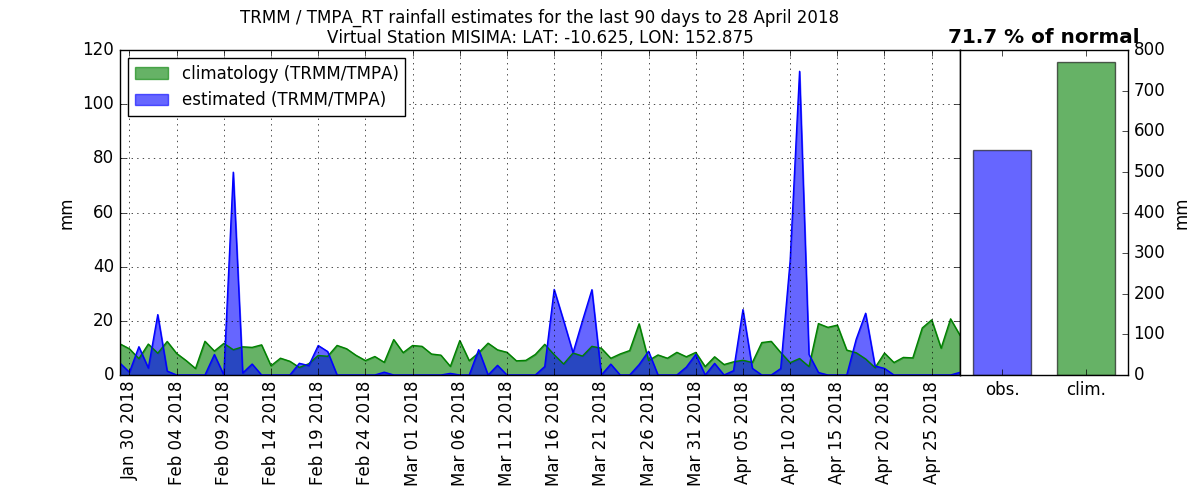 TRMM / TMPA_RT rainfall estimates for the last 90 days to 28 April 2018
Virtual Station MISIMA: LAT: -10.625, LON: 152.875
71.7 % of normal
climatology (TRMM/TMPA)
estimated (TRMM/TMPA)
mm
120
100
80
60
40
20
0
Jan 30 2018
Feb 04 2018
Feb 09 2018
Feb 14 2018
Feb 19 2018
Feb 24 2018
Mar 01 2018
Mar 06 2018
Mar 11 2018
Mar 16 2018
Mar 21 2018
Mar 26 2018
Mar 31 2018
Apr 05 2018
Apr 10 2018
Apr 15 2018
Apr 20 2018
Apr 25 2018
800
700
600
500
400
300
200
100
0
mm
obs.
clim.